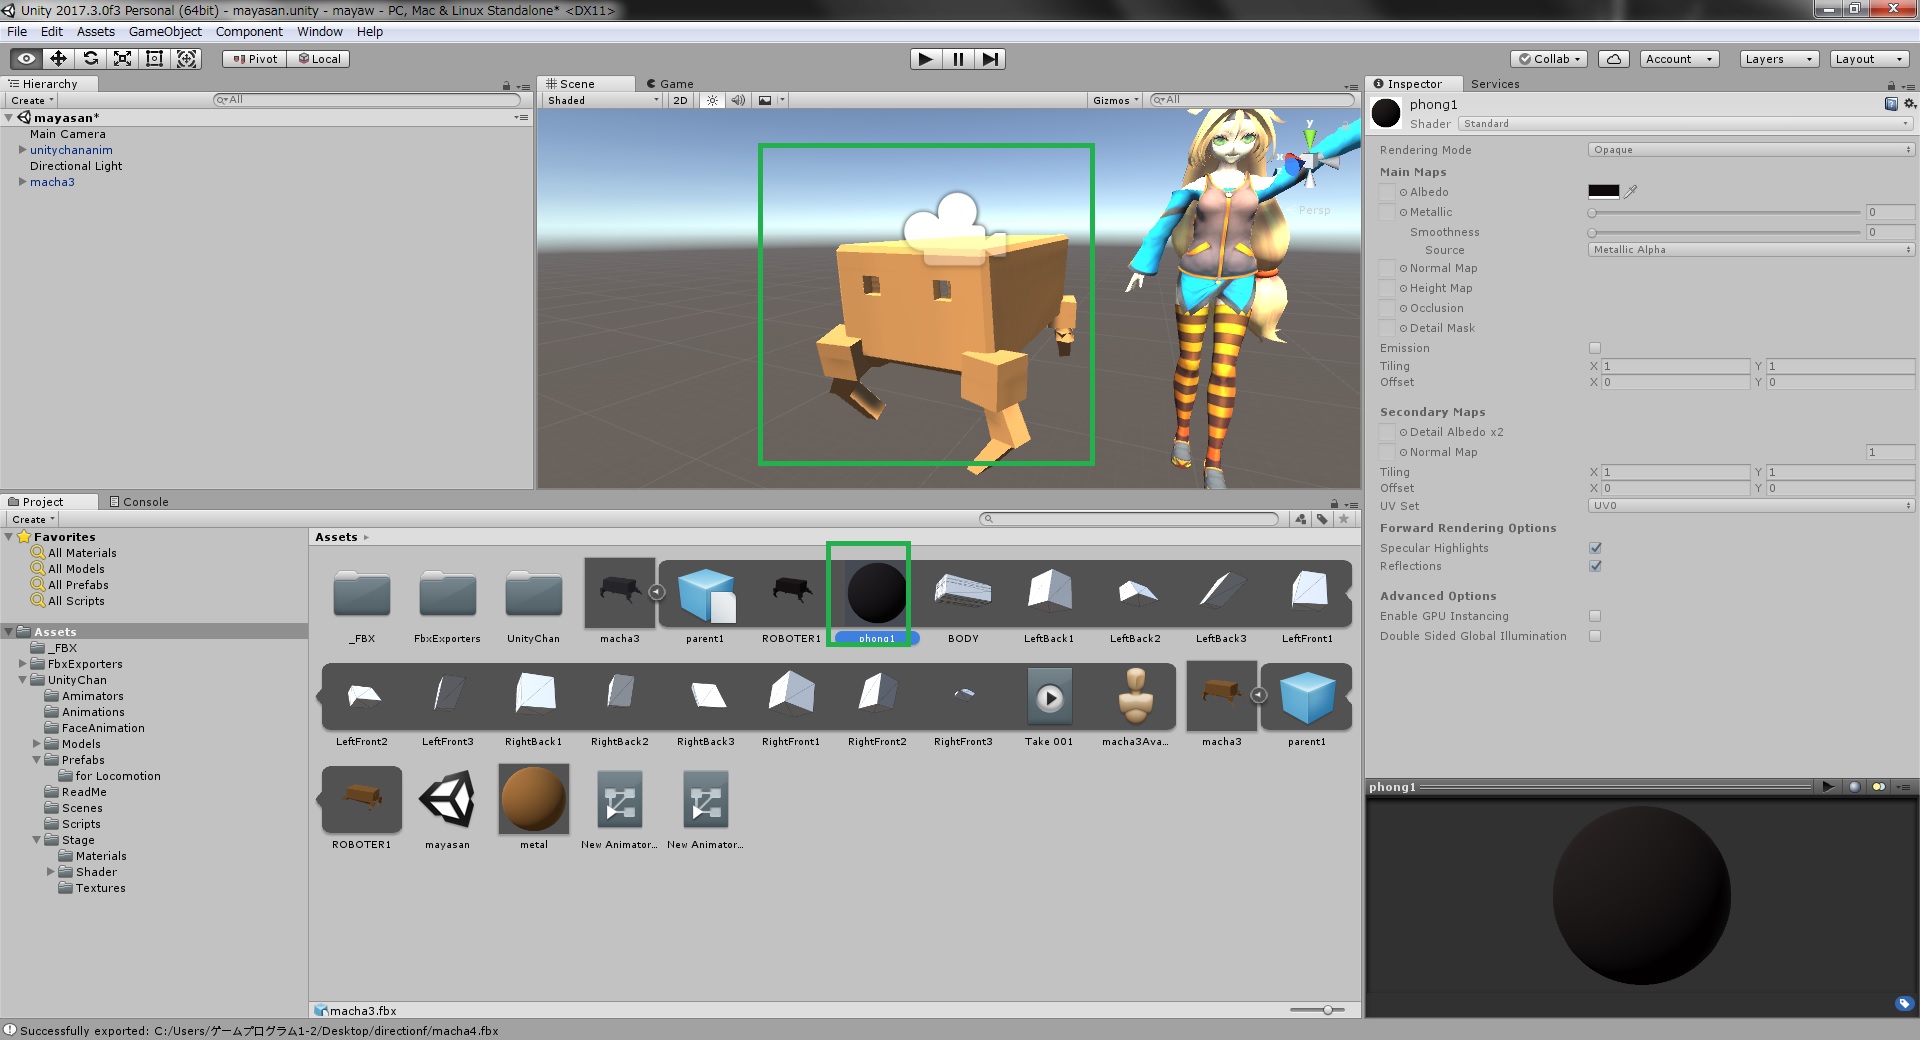 Unity 2017.3.0f3 Personal (64bit) - mayasan.unity - mayaw - PC, Mac & Linux Standalone* <DX11>
File Edit Assets GameObject Component Window Help
Pivot Local Collab Account Layers Layout
Hierarchy
Create All
mayasan*
Main Camera
unitychananim
Directional Light
macha3
Scene Game
Shaded 2D Gizmos All
y
x
Persp
Inspector Services
phong1
Shader Standard
Rendering Mode Opaque
Main Maps
Albedo
Metallic 0
Smoothness 0
Source Metallic Alpha
Normal Map
Height Map
Occlusion
Detail Mask
Emission
Tiling X 1 Y 1
Offset X 0 Y 0
Secondary Maps
Detail Albedo x2
Normal Map 1
Tiling X 1 Y 1
Offset X 0 Y 0
UV Set UV0
Forward Rendering Options
Specular Highlights
Reflections
Advanced Options
Enable GPU Instancing
Double Sided Global Illumination
phong1
Project Console
Create
Favorites
All Materials
All Models
All Prefabs
All Scripts
Assets
_FBX
FbxExporters
UnityChan
Amimators
Animations
FaceAnimation
Models
Prefabs
for Locomotion
ReadMe
Scenes
Scripts
Stage
Materials
Shader
Textures
Assets
_FBX FbxExporters UnityChan macha3 parent1 ROBOTER1 phong1 BODY LeftBack1 LeftBack2 LeftBack3 LeftFront1
LeftFront2 LeftFront3 RightBack1 RightBack2 RightBack3 RightFront1 RightFront2 RightFront3 Take 001 macha3Ava... macha3 parent1
ROBOTER1 mayasan metal New Animator... New Animator...
macha3.fbx
Successfully exported: C:/Users/ゲームプログラム1-2/Desktop/directionf/macha4.fbx